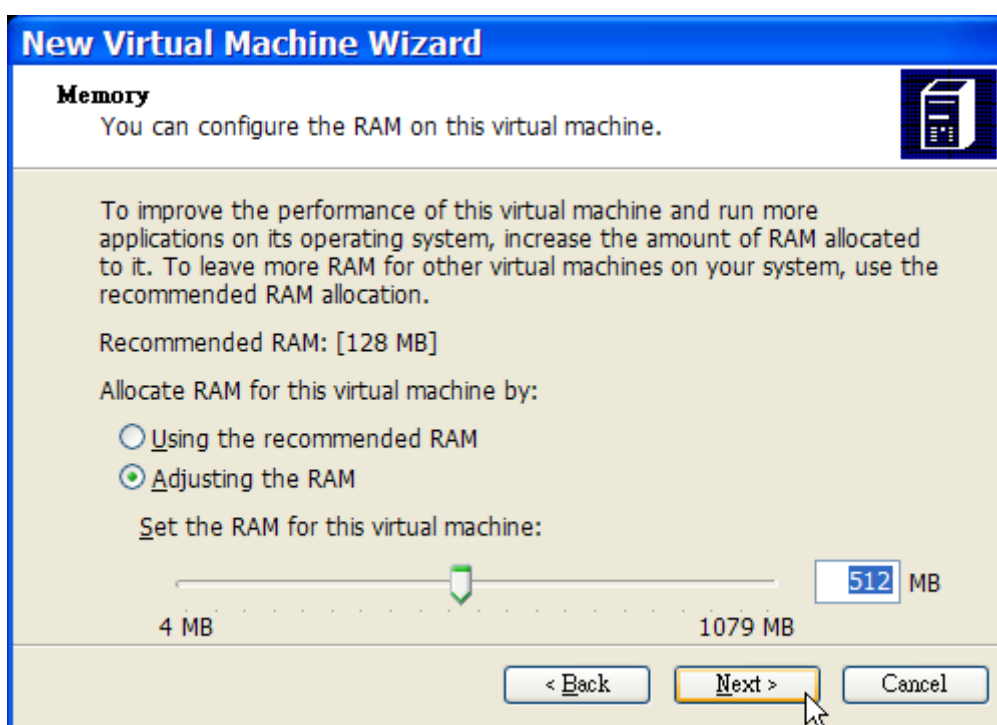 New Virtual Machine Wizard
Memory
You can configure the RAM on this virtual machine.
To improve the performance of this virtual machine and run more
applications on its operating system, increase the amount of RAM allocated
to it. To leave more RAM for other virtual machines on your system, use the
recommended RAM allocation.
Recommended RAM: [128 MB]
Allocate RAM for this virtual machine by:
Using the recommended RAM
Adjusting the RAM
Set the RAM for this virtual machine:
512 MB
4 MB 1079 MB
< Back Next > Cancel